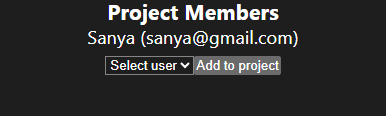 Project Members
Sanya (sanya@gmail.com)
Select user Add to project